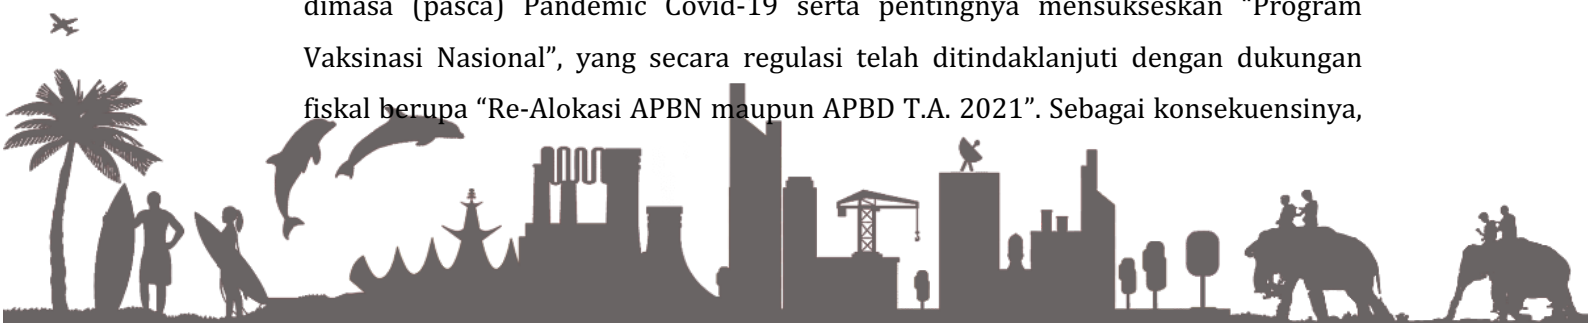 dimasa (pasca) Pandemic Covid-19 serta pentingnya mensukseskan “Program
Vaksinasi Nasional”, yang secara regulasi telah ditindaklanjuti dengan dukungan
fiskal berupa “Re-Alokasi APBN maupun APBD T.A. 2021”. Sebagai konsekuensinya,